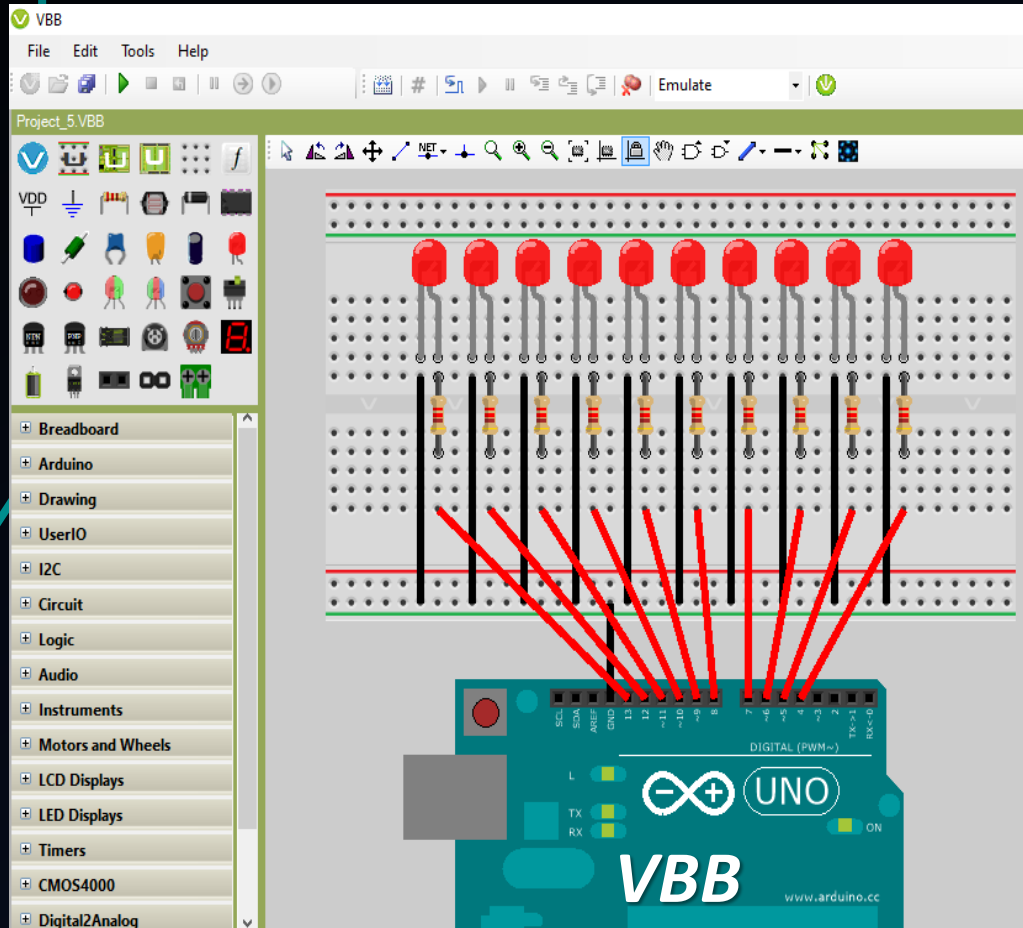 VBB
File Edit Tools Help
# Emulate
Project_5.VBB
f
VDD
NET
Breadboard
Arduino
Drawing
UserIO
I2C
Circuit
Logic
Audio
Instruments
Motors and Wheels
LCD Displays
LED Displays
Timers
CMOS4000
Digital2Analog
SCL SDA AREF GND 13 12 ~11 ~10 ~9 8 7 ~6 ~5 4 ~3 2 TX->1 RX<-0
DIGITAL (PWM~)
L
UNO
TX
RX
ON
VBB
www.arduino.cc